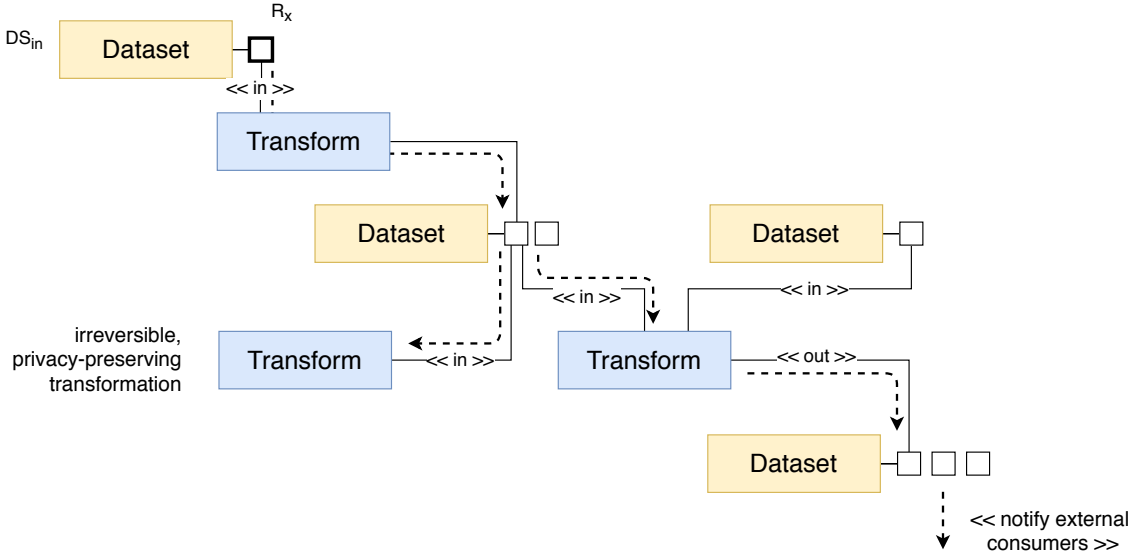 R_x
DS_in
Dataset
<< in >>
Transform
Dataset
Dataset
<< in >>
<< in >>
irreversible,
privacy-preserving
transformation
Transform
<< in >>
Transform
<< out >>
Dataset
<< notify external
consumers >>